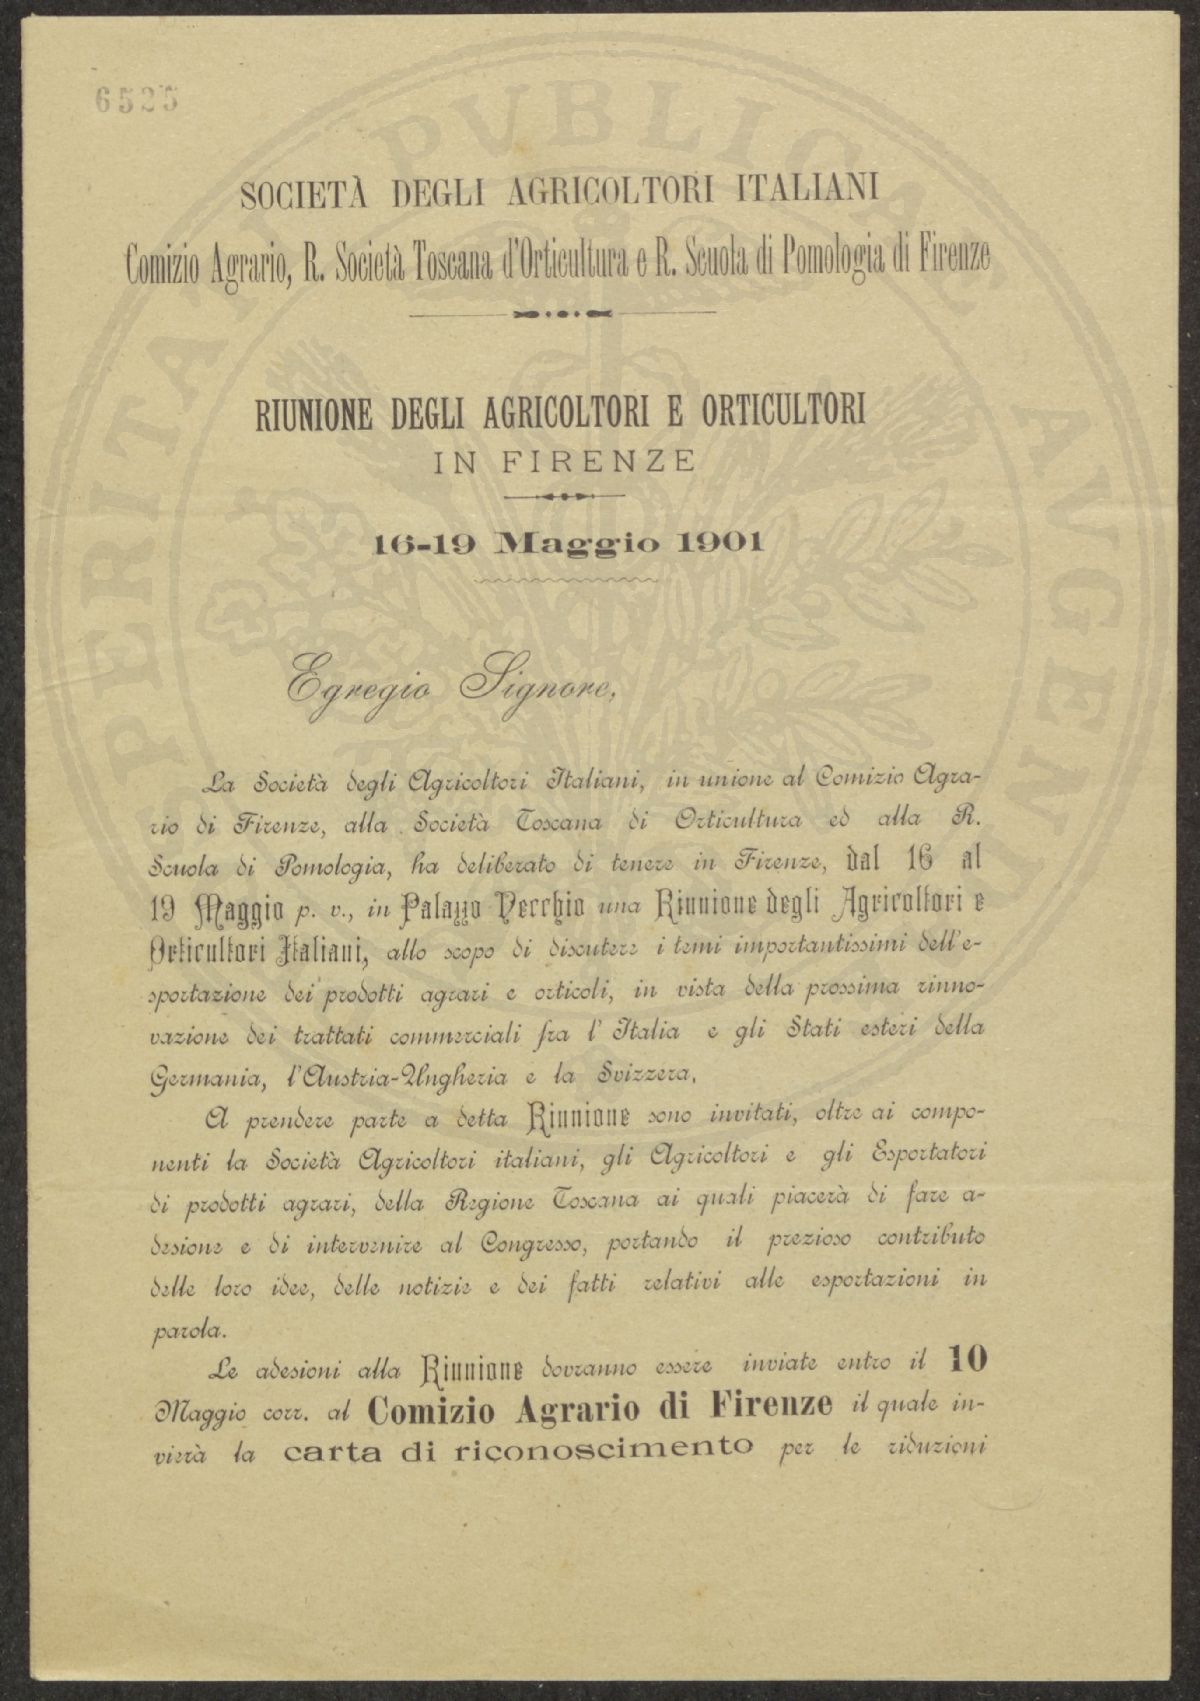 6525
SOCIETÀ DEGLI AGRICOLTORI ITALIANI
Comizio Agrario, R. Società Toscana d'Orticultura e R. Scuola di Pomologia di Firenze
RIUNIONE DEGLI AGRICOLTORI E ORTICULTORI
IN FIRENZE
16-19 Maggio 1901
Egregio Signore,
La Società degli Agricoltori Italiani, in unione al Comizio Agra-
rio di Firenze, alla Società Toscana di Orticultura ed alla R.
Scuola di Pomologia, ha deliberato di tenere in Firenze, dal 16 al
19 Maggio p. v., in Palazzo Vecchio una Riunione degli Agricoltori e
Orticultori Italiani, allo scopo di discutere i temi importantissimi dell'e-
sportazione dei prodotti agrari e orticoli, in vista della prossima rinno-
vazione dei trattati commerciali fra l'Italia e gli Stati esteri della
Germania, l'Austria-Ungheria e la Svizzera.
A prendere parte a detta Riunione sono invitati, oltre ai compo-
nenti la Società Agricoltori italiani, gli Agricoltori e gli Esportatori
di prodotti agrari, della Regione Toscana ai quali piacerà di fare a-
desione e di intervenire al Congresso, portando il prezioso contributo
delle loro idee, delle notizie e dei fatti relativi alle esportazioni in
parola.
Le adesioni alla Riunione dovranno essere inviate entro il 10
Maggio corr. al Comizio Agrario di Firenze il quale in-
vierà la carta di riconoscimento per le riduzioni